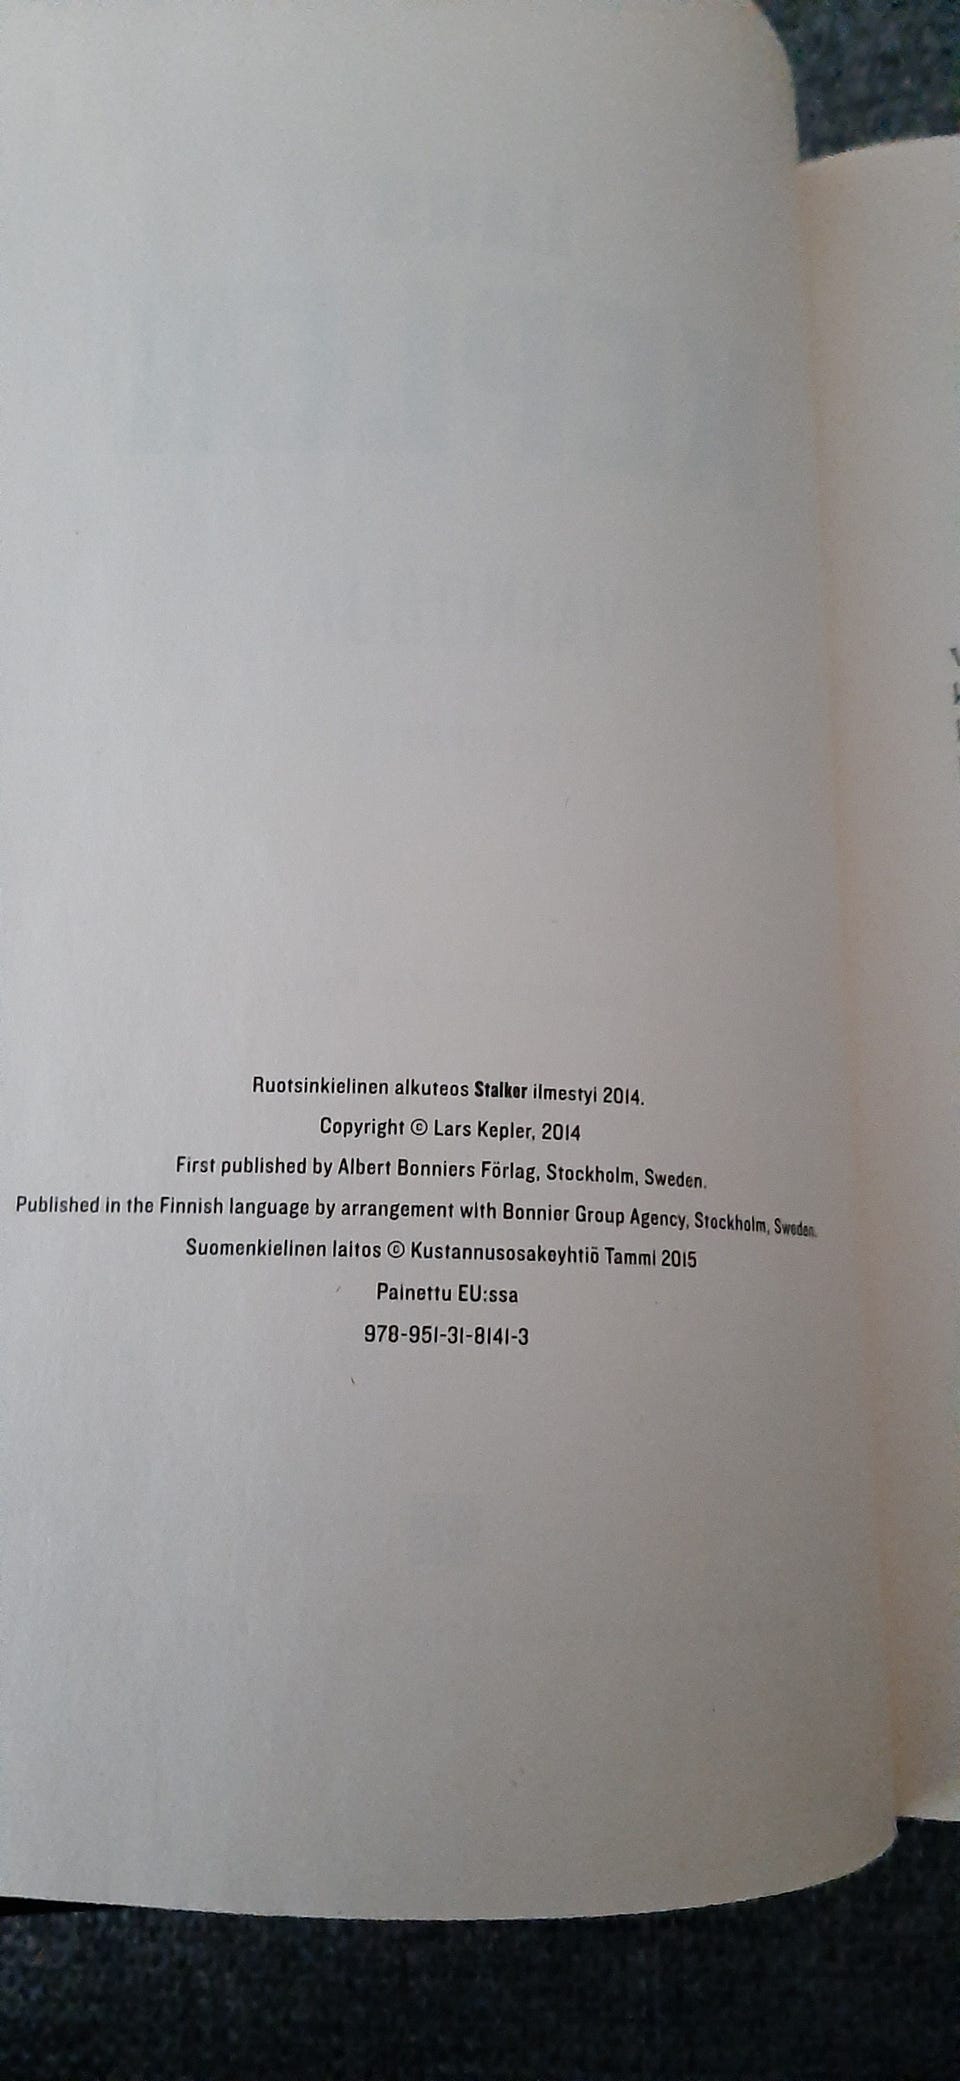 Ruotsinkielinen alkuteos Stalker ilmestyi 2014.
Copyright © Lars Kepler, 2014
First published by Albert Bonniers Förlag, Stockholm, Sweden.
Published in the Finnish language by arrangement with Bonnier Group Agency, Stockholm, Sweden.
Suomenkielinen laitos © Kustannusosakeyhtiö Tammi 2015
Painettu EU:ssa
978-951-31-8141-3